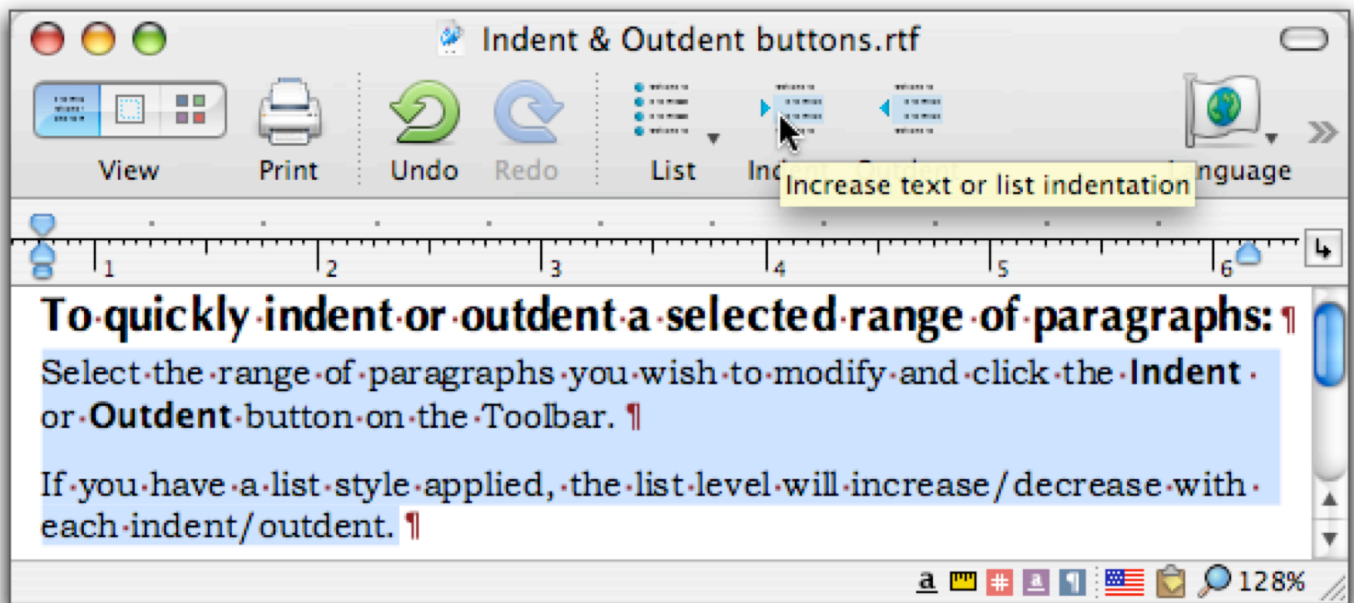 Indent & Outdent buttons.rtf
View Print Undo Redo List Language
Increase text or list indentation
1 2 3 4 5 6
To quickly indent or outdent a selected range of paragraphs: ¶
Select the range of paragraphs you wish to modify and click the Indent
or Outdent button on the Toolbar. ¶
If you have a list style applied, the list level will increase/decrease with
each indent/outdent. ¶
a # a ¶ 128%